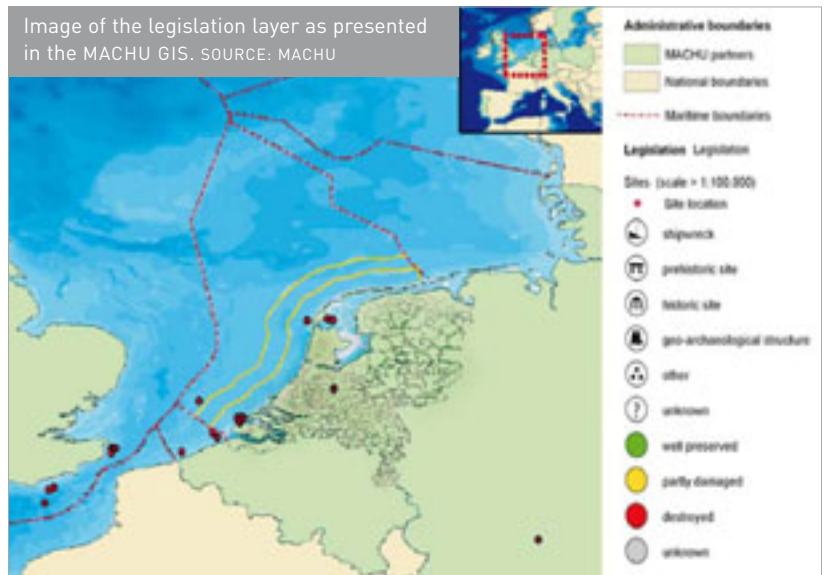 Image of the legislation layer as presented
in the MACHU GIS. SOURCE: MACHU
Administrative boundaries
MACHU partners
National boundaries
Maritime boundaries
Legislation Legislation
Sites (scale > 1:100.000)
Site location
shipwreck
prehistoric site
historic site
geo-archaeological structure
other
?
unknown
well preserved
partly damaged
destroyed
unknown